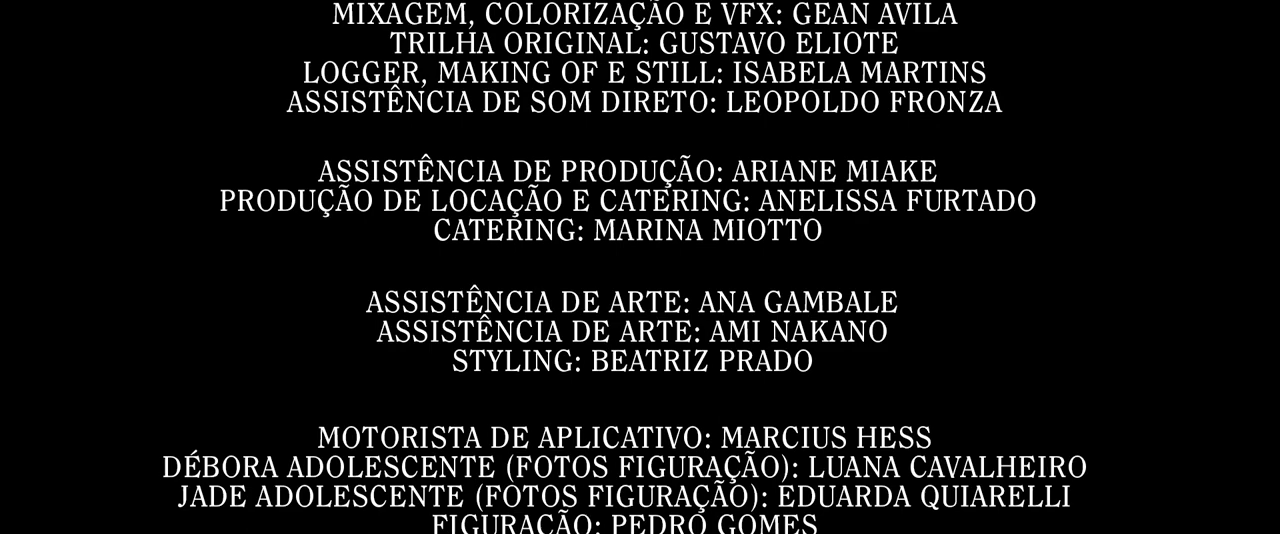 MIXAGEM, COLORIZAÇÃO E VFX: GEAN AVILA
TRILHA ORIGINAL: GUSTAVO ELIOTE
LOGGER, MAKING OF E STILL: ISABELA MARTINS
ASSISTÊNCIA DE SOM DIRETO: LEOPOLDO FRONZA
ASSISTÊNCIA DE PRODUÇÃO: ARIANE MIAKE
PRODUÇÃO DE LOCAÇÃO E CATERING: ANELISSA FURTADO
CATERING: MARINA MIOTTO
ASSISTÊNCIA DE ARTE: ANA GAMBALE
ASSISTÊNCIA DE ARTE: AMI NAKANO
STYLING: BEATRIZ PRADO
MOTORISTA DE APLICATIVO: MARCIUS HESS
DÉBORA ADOLESCENTE (FOTOS FIGURAÇÃO): LUANA CAVALHEIRO
JADE ADOLESCENTE (FOTOS FIGURAÇÃO): EDUARDA QUIARELLI
FIGURAÇÃO: PEDRO GOMES